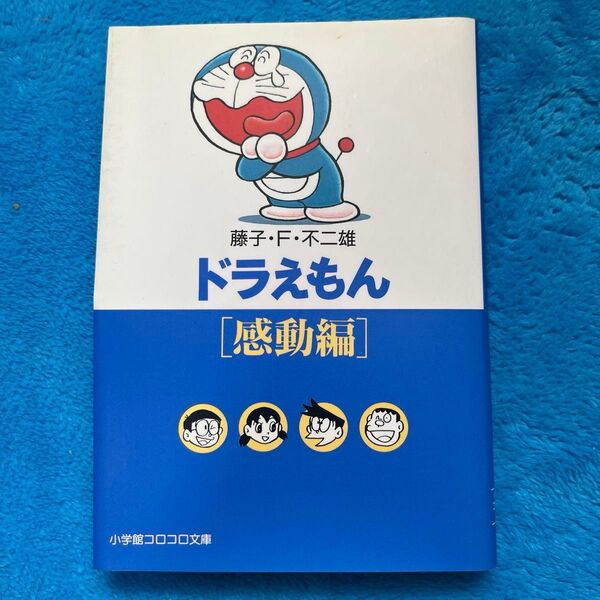 藤子・F・不二雄
ドラえもん
［感動編］
小学館コロコロ文庫